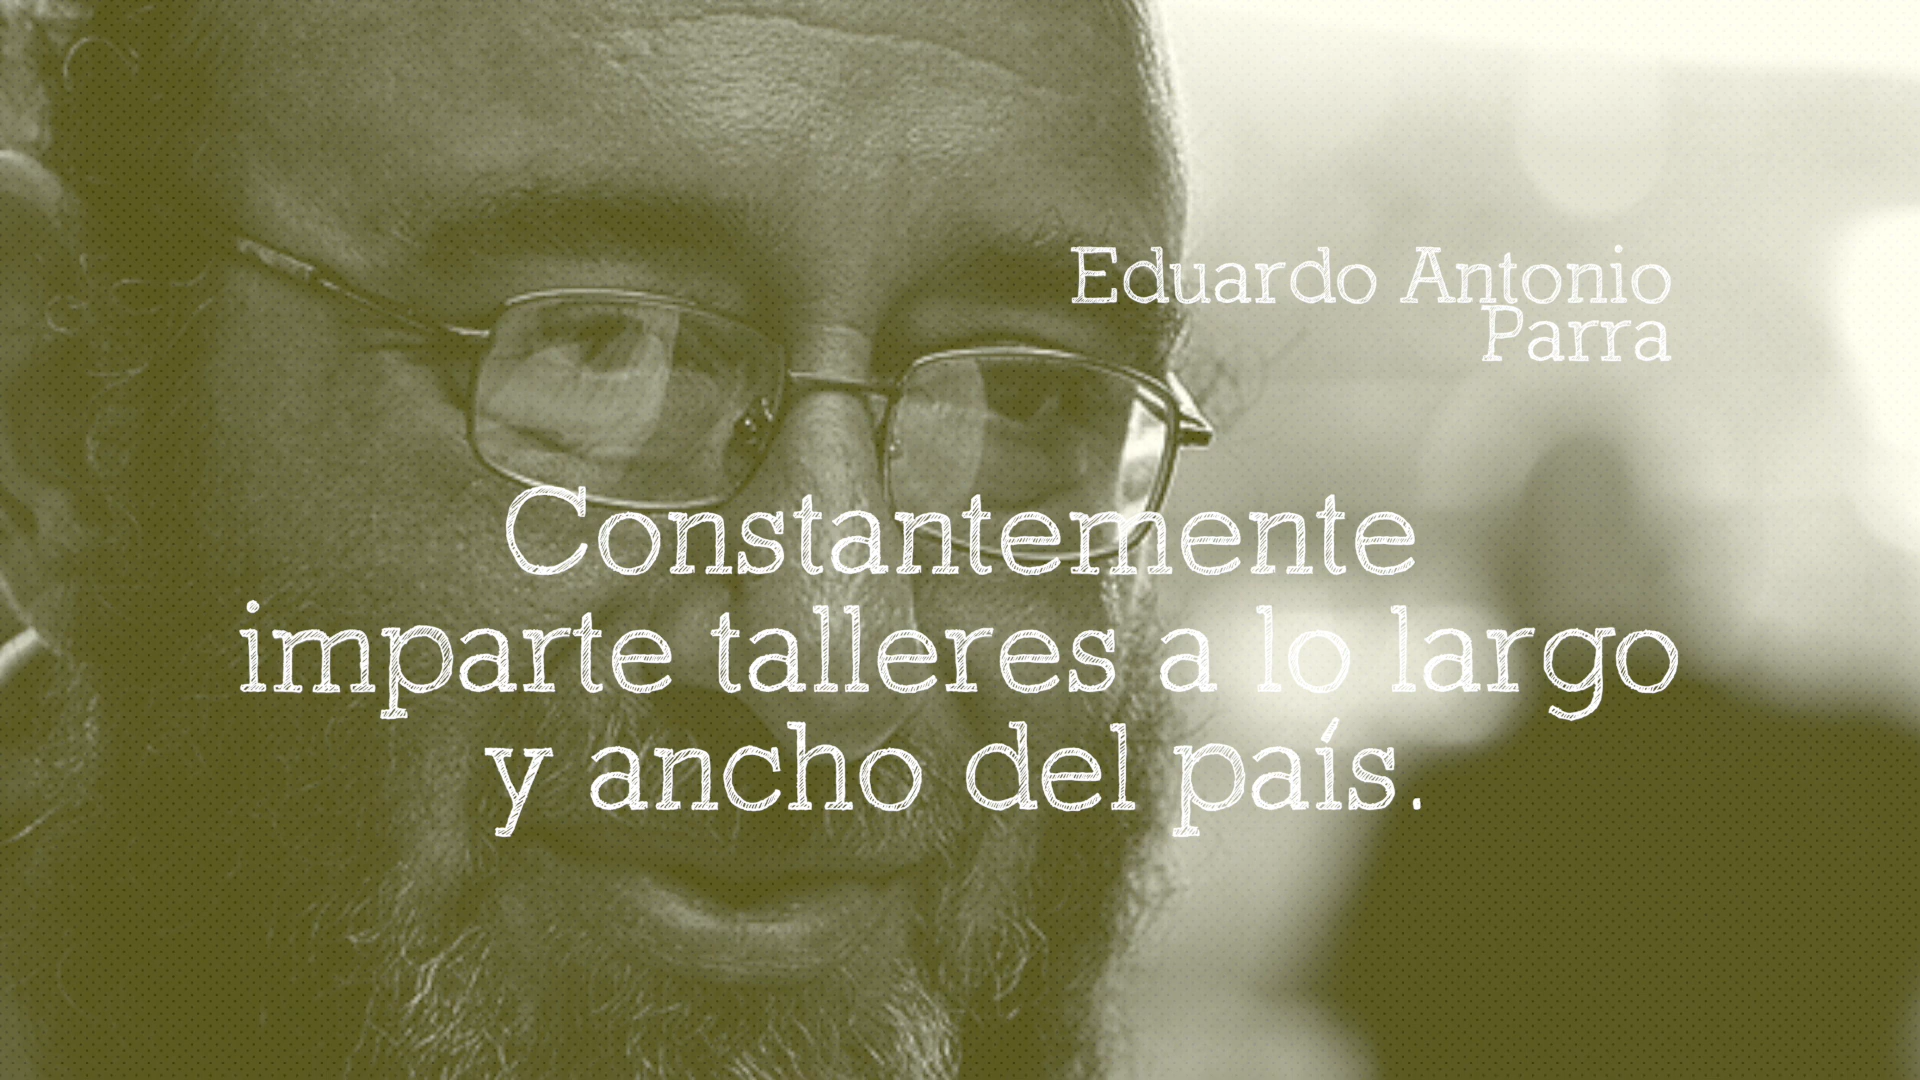 Eduardo Antonio
Parra
Constantemente
imparte talleres a lo largo
y ancho del país.